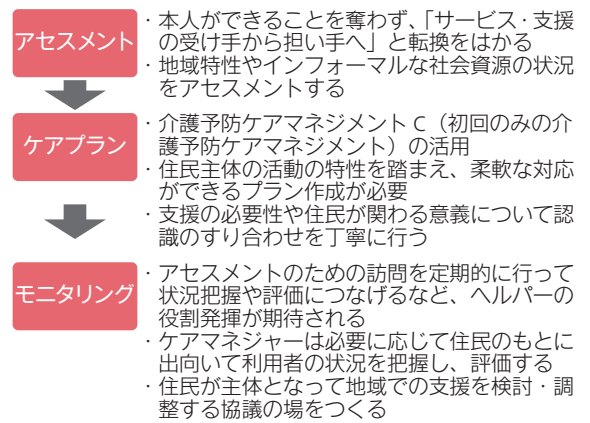 アセスメント
・本人ができることを奪わず、「サービス・支援
の受け手から担い手へ」と転換をはかる
・地域特性やインフォーマルな社会資源の状況
をアセスメントする
ケアプラン
・介護予防ケアマネジメント C（初回のみの介
護予防ケアマネジメント）の活用
・住民主体の活動の特性を踏まえ、柔軟な対応
ができるプラン作成が必要
・支援の必要性や住民が関わる意義について認
識のすり合わせを丁寧に行う
モニタリング
・アセスメントのための訪問を定期的に行って
状況把握や評価につなげるなど、ヘルパーの
役割発揮が期待される
・ケアマネジャーは必要に応じて住民のもとに
出向いて利用者の状況を把握し、評価する
・住民が主体となって地域での支援を検討・調
整する協議の場をつくる